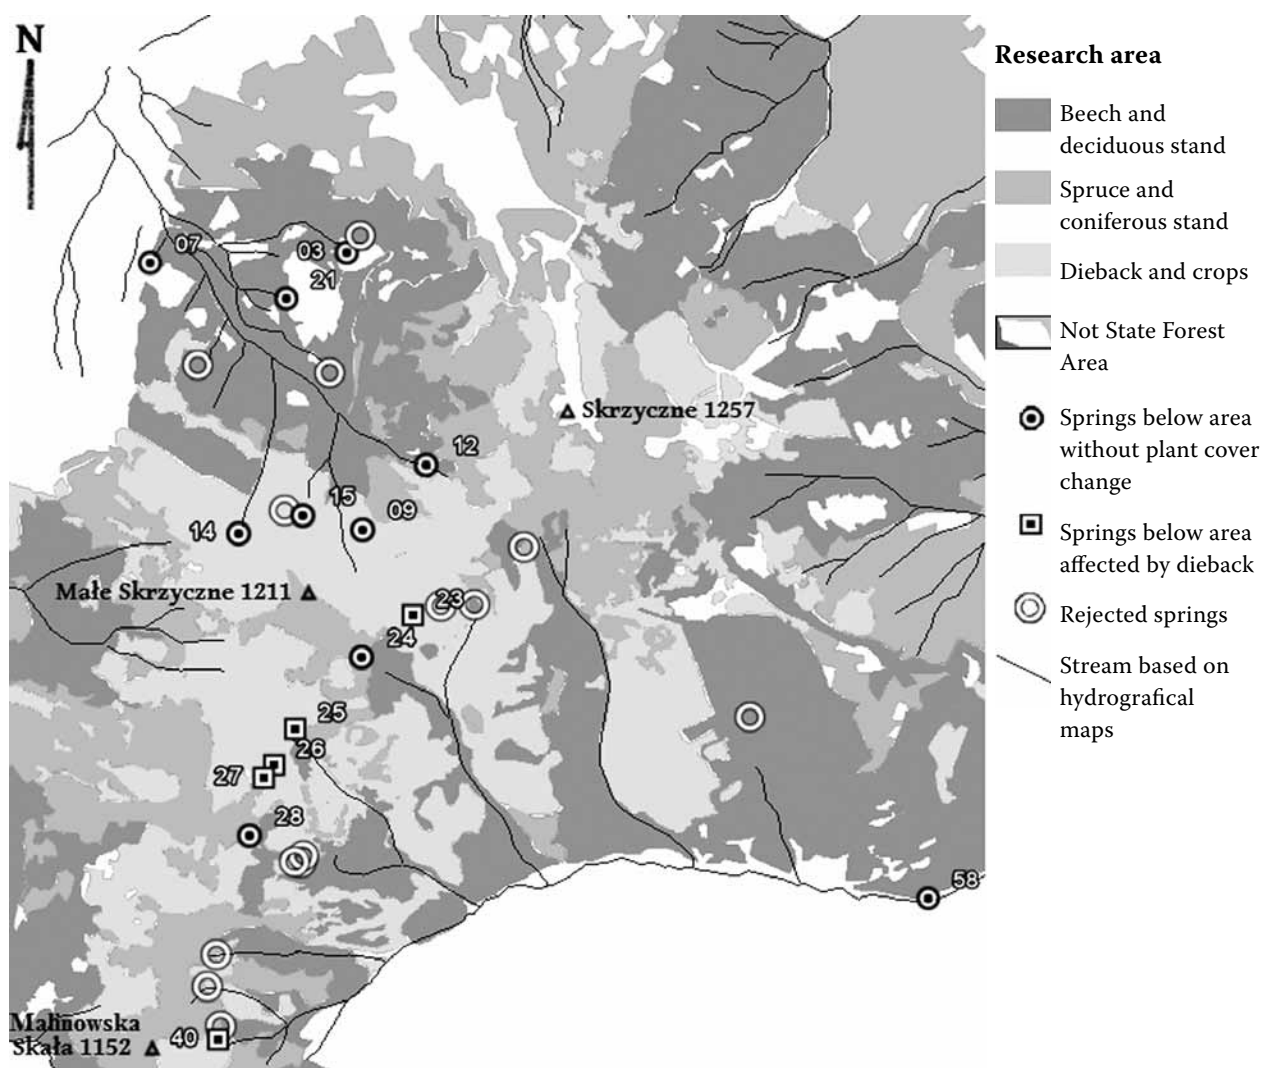 N
07
03
21
Skrzyczne 1257
12
15
09
14
Małe Skrzyczne 1211
23
24
25
26
27
28
58
Malinowska
Skała 1152
40
Research area
Beech and
deciduous stand
Spruce and
coniferous stand
Dieback and crops
Not State Forest
Area
Springs below area
without plant cover
change
Springs below area
affected by dieback
Rejected springs
Stream based on
hydrografical
maps